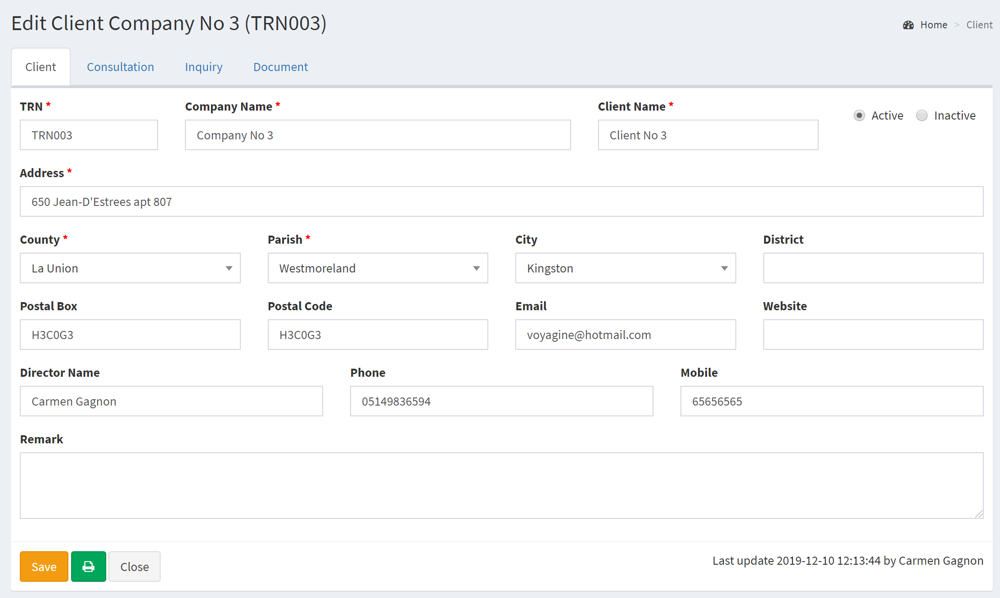 Edit Client Company No 3 (TRN003)
Home > Client
Client Consultation Inquiry Document
TRN * Company Name * Client Name *
Active Inactive
TRN003 Company No 3 Client No 3
Address *
650 Jean-D'Estrees apt 807
County * Parish * City District
La Union Westmoreland Kingston
Postal Box Postal Code Email Website
H3C0G3 H3C0G3 voyagine@hotmail.com
Director Name Phone Mobile
Carmen Gagnon 05149836594 65656565
Remark
Save Close
Last update 2019-12-10 12:13:44 by Carmen Gagnon